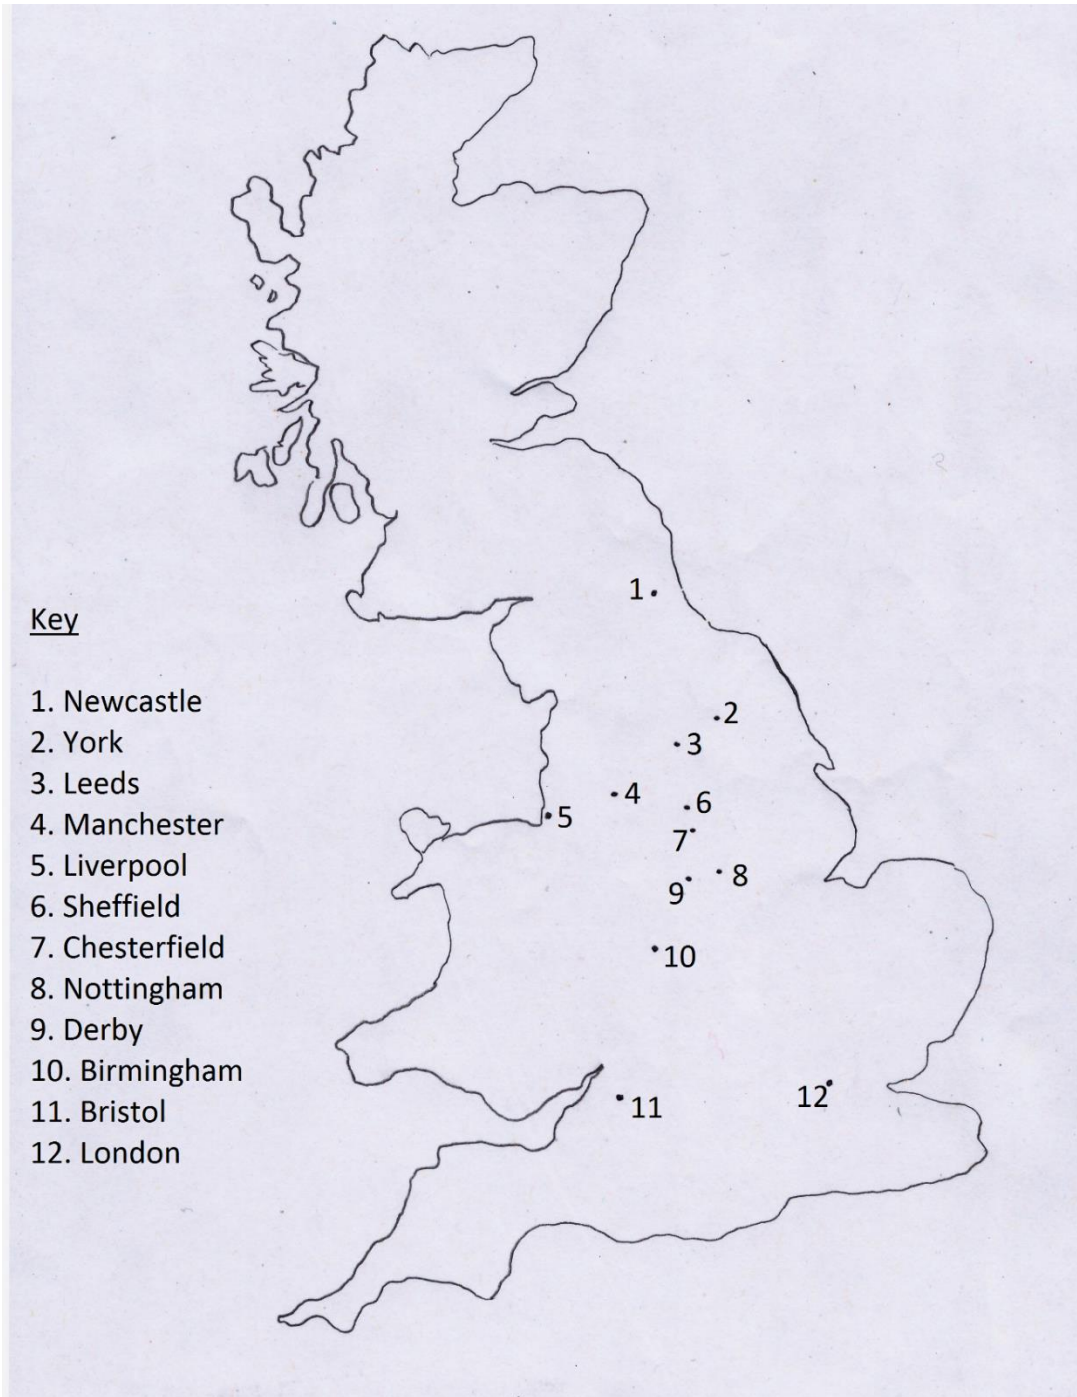 Key
1. Newcastle
2. York
3. Leeds
4. Manchester
5. Liverpool
6. Sheffield
7. Chesterfield
8. Nottingham
9. Derby
10. Birmingham
11. Bristol
12. London
1
2
3
4
5
6
7
8
9
10
11
12